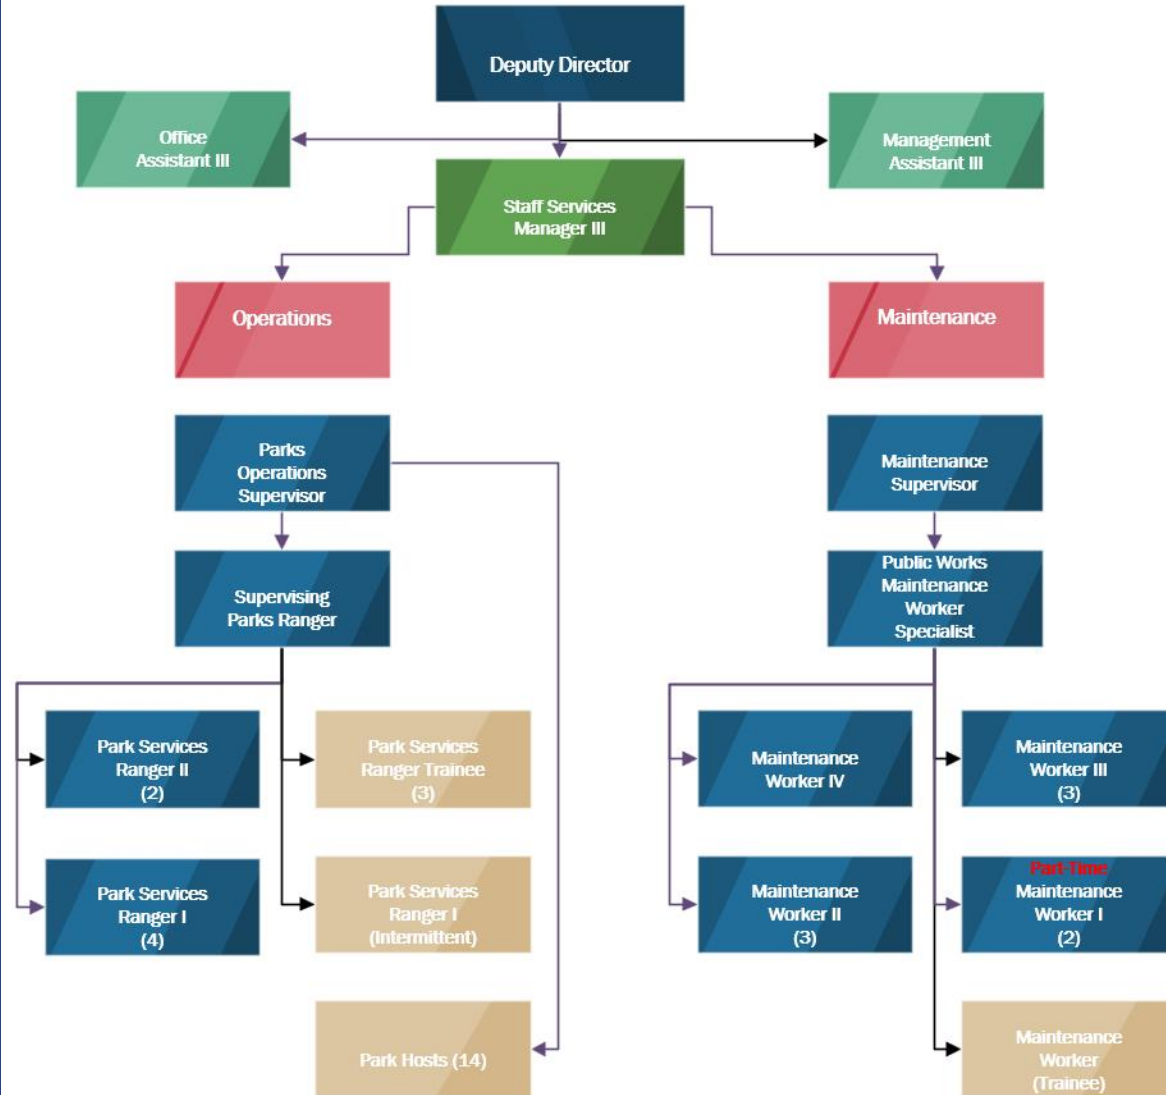 Deputy Director
Office
Assistant III
Management
Assistant III
Staff Services
Manager III
Operations
Maintenance
Parks
Operations
Supervisor
Maintenance
Supervisor
Supervising
Parks Ranger
Public Works
Maintenance
Worker
Specialist
Park Services
Ranger II
(2)
Park Services
Ranger Trainee
(3)
Maintenance
Worker IV
Maintenance
Worker III
(3)
Park Services
Ranger I
(4)
Park Services
Ranger I
(Intermittent)
Maintenance
Worker II
(3)
Part-Time
Maintenance
Worker I
(2)
Park Hosts (14)
Maintenance
Worker
(Trainee)